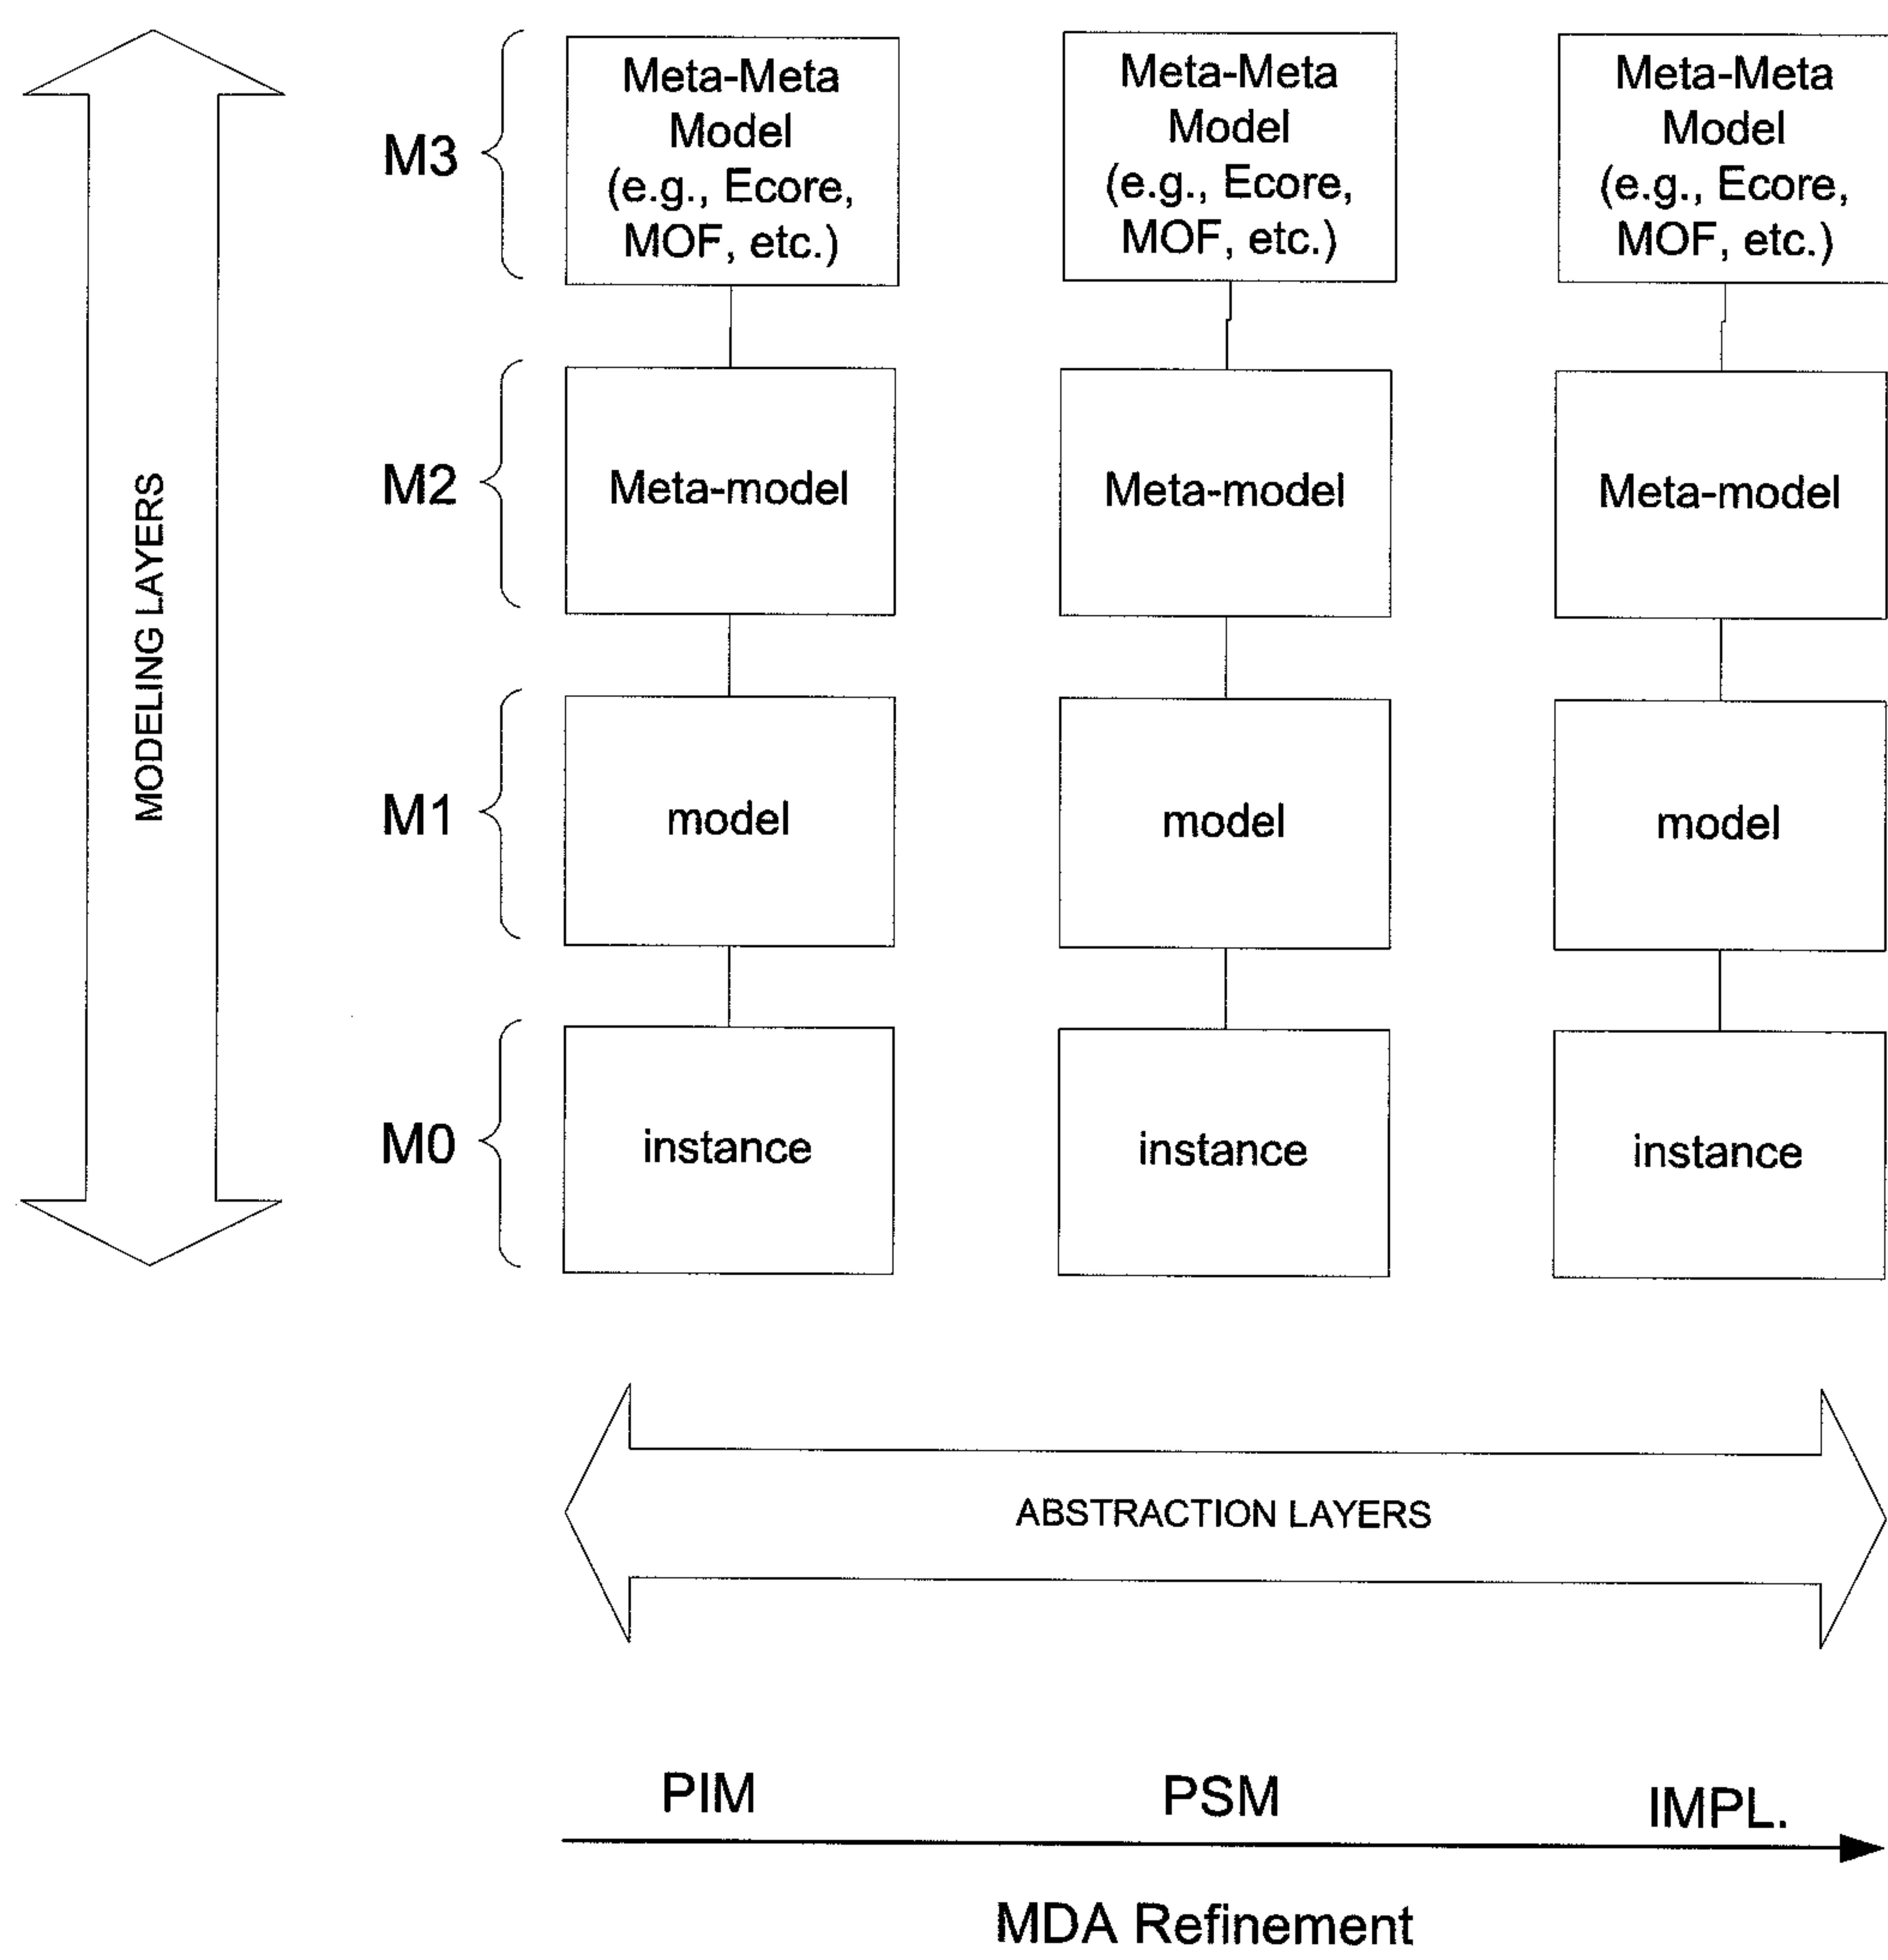 MODELING LAYERS
M3
Meta-Meta
Model
(e.g., Ecore,
MOF, etc.)
Meta-Meta
Model
(e.g., Ecore,
MOF, etc.)
Meta-Meta
Model
(e.g., Ecore,
MOF, etc.)
M2
Meta-model
Meta-model
Meta-model
M1
model
model
model
M0
instance
instance
instance
ABSTRACTION LAYERS
PIM
PSM
IMPL.
MDA Refinement